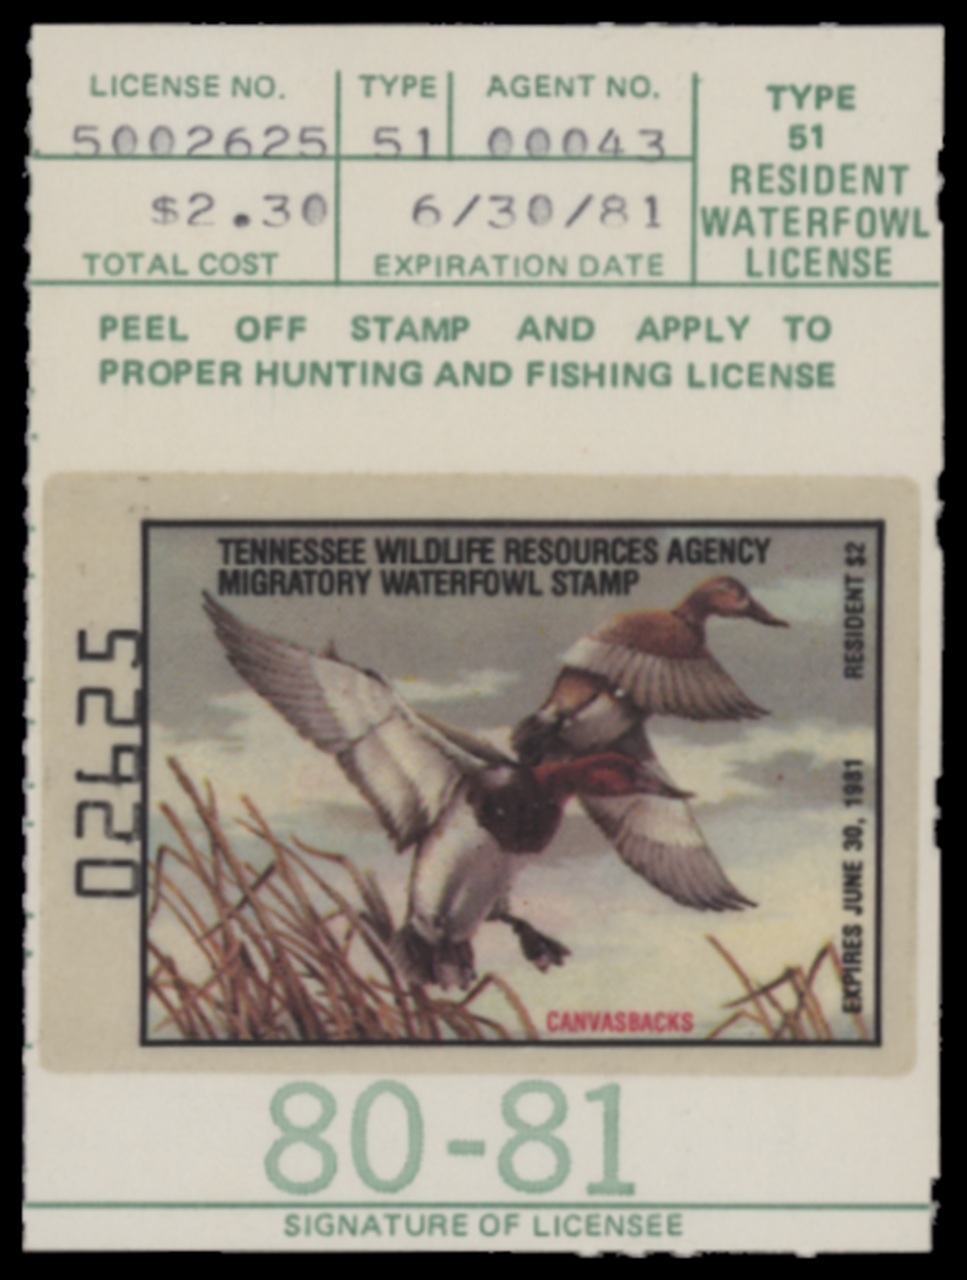 LICENSE NO. TYPE AGENT NO.
5002625 51 00043
$2.30 6/30/81
TOTAL COST EXPIRATION DATE
TYPE
51
RESIDENT
WATERFOWL
LICENSE
PEEL OFF STAMP AND APPLY TO
PROPER HUNTING AND FISHING LICENSE
02625
TENNESSEE WILDLIFE RESOURCES AGENCY
MIGRATORY WATERFOWL STAMP
EXPIRES JUNE 30, 1981 RESIDENT $2
CANVASBACKS
80-81
SIGNATURE OF LICENSEE